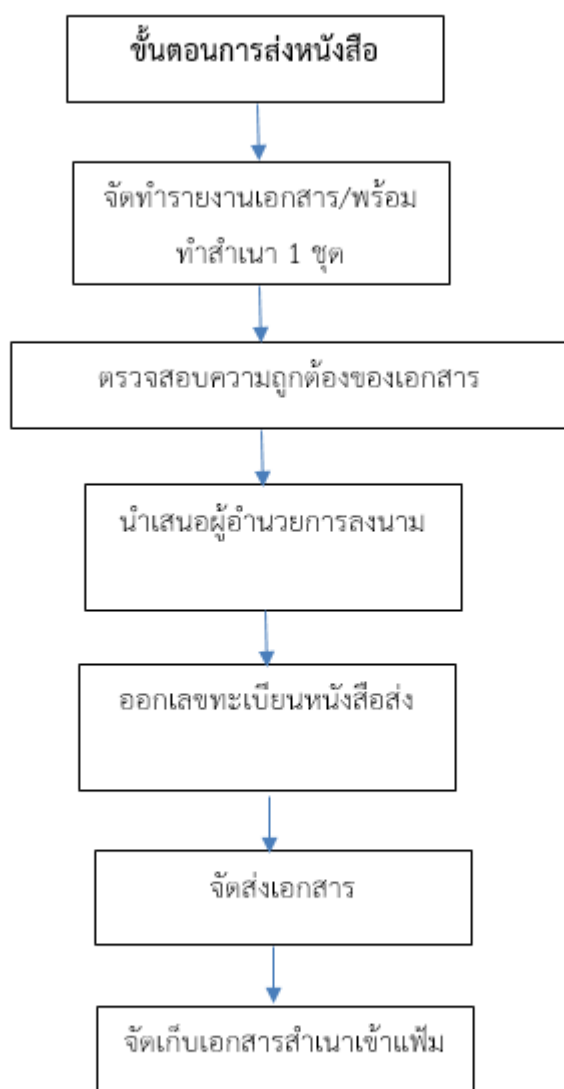 ขั้นตอนการส่งหนังสือ
จัดทำรายงานเอกสาร/พร้อม
ทำสำเนา 1 ชุด
ตรวจสอบความถูกต้องของเอกสาร
นำเสนอผู้อำนวยการลงนาม
ออกเลขทะเบียนหนังสือส่ง
จัดส่งเอกสาร
จัดเก็บเอกสารสำเนาเข้าแฟ้ม